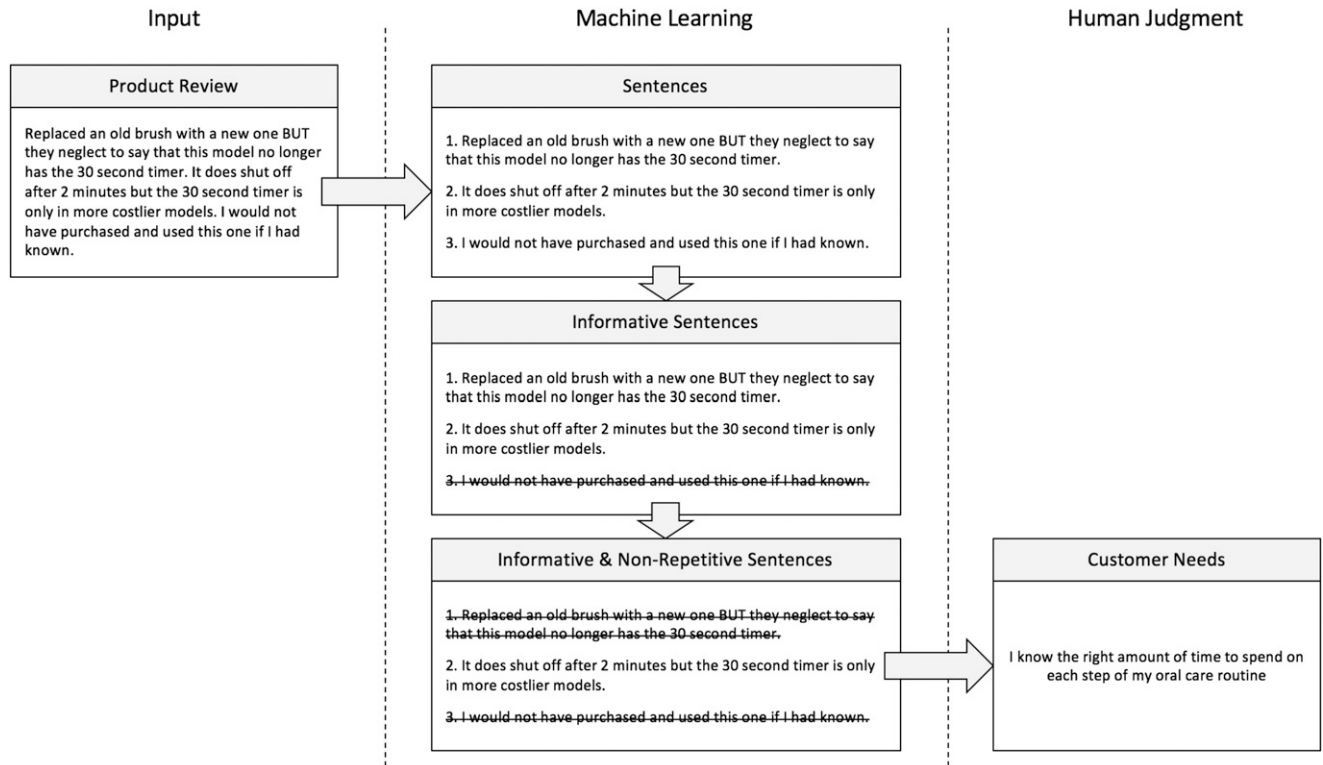 Input
Machine Learning
Human Judgment
Product Review
Replaced an old brush with a new one BUT
they neglect to say that this model no longer
has the 30 second timer. It does shut off
after 2 minutes but the 30 second timer is
only in more costlier models. I would not
have purchased and used this one if I had
known.
Sentences
1. Replaced an old brush with a new one BUT they neglect to say
that this model no longer has the 30 second timer.
2. It does shut off after 2 minutes but the 30 second timer is only
in more costlier models.
3. I would not have purchased and used this one if I had known.
Informative Sentences
1. Replaced an old brush with a new one BUT they neglect to say
that this model no longer has the 30 second timer.
2. It does shut off after 2 minutes but the 30 second timer is only
in more costlier models.
3. I would not have purchased and used this one if I had known.
Informative & Non-Repetitive Sentences
1. Replaced an old brush with a new one BUT they neglect to say
that this model no longer has the 30 second timer.
2. It does shut off after 2 minutes but the 30 second timer is only
in more costlier models.
3. I would not have purchased and used this one if I had known.
Customer Needs
I know the right amount of time to spend on
each step of my oral care routine